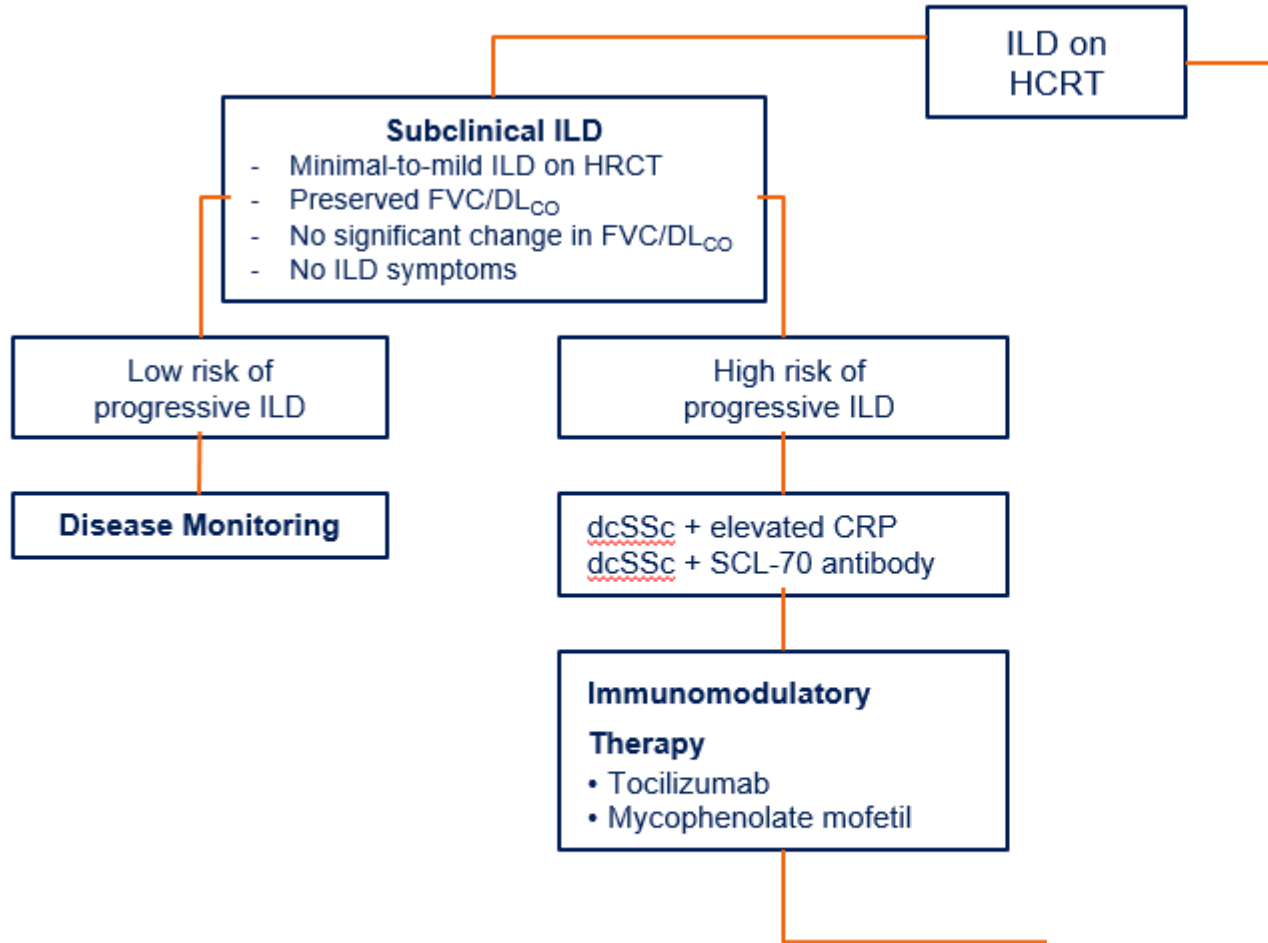 ILD on
HCRT
Subclinical ILD
- Minimal-to-mild ILD on HRCT
- Preserved FVC/DLCO
- No significant change in FVC/DLCO
- No ILD symptoms
Low risk of
progressive ILD
High risk of
progressive ILD
Disease Monitoring
dcSSc + elevated CRP
dcSSc + SCL-70 antibody
Immunomodulatory
Therapy
• Tocilizumab
• Mycophenolate mofetil